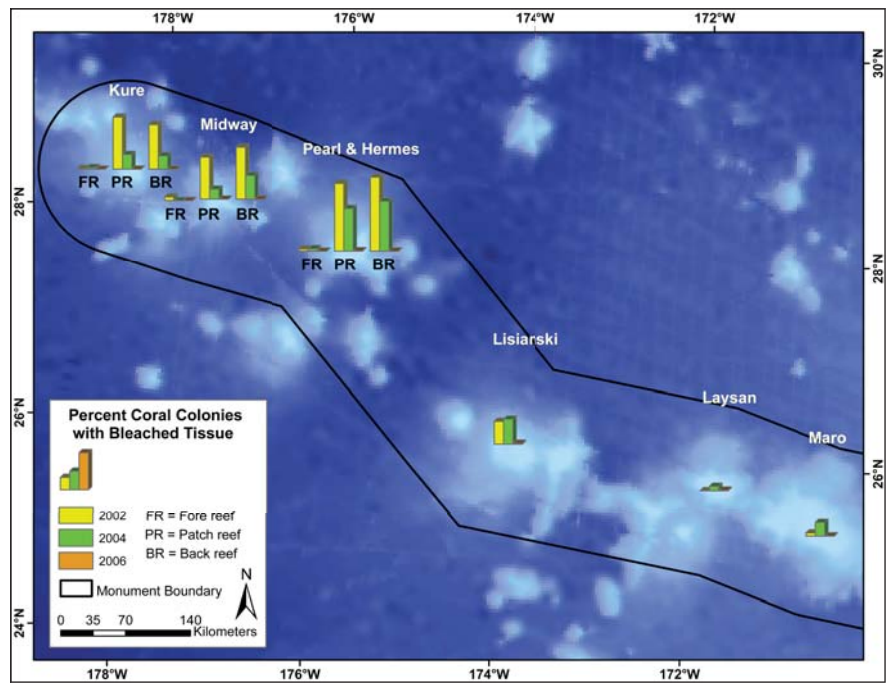 178°W 176°W 174°W 172°W
30°N
Kure
Midway
Pearl & Hermes
FR PR BR
FR PR BR
FR PR BR
28°N
28°N
Lisiarski
Laysan
Maro
26°N
26°N
24°N
Percent Coral Colonies
with Bleached Tissue
2002 FR = Fore reef
2004 PR = Patch reef
2006 BR = Back reef
Monument Boundary
N
0 35 70 140
Kilometers
178°W 176°W 174°W 172°W